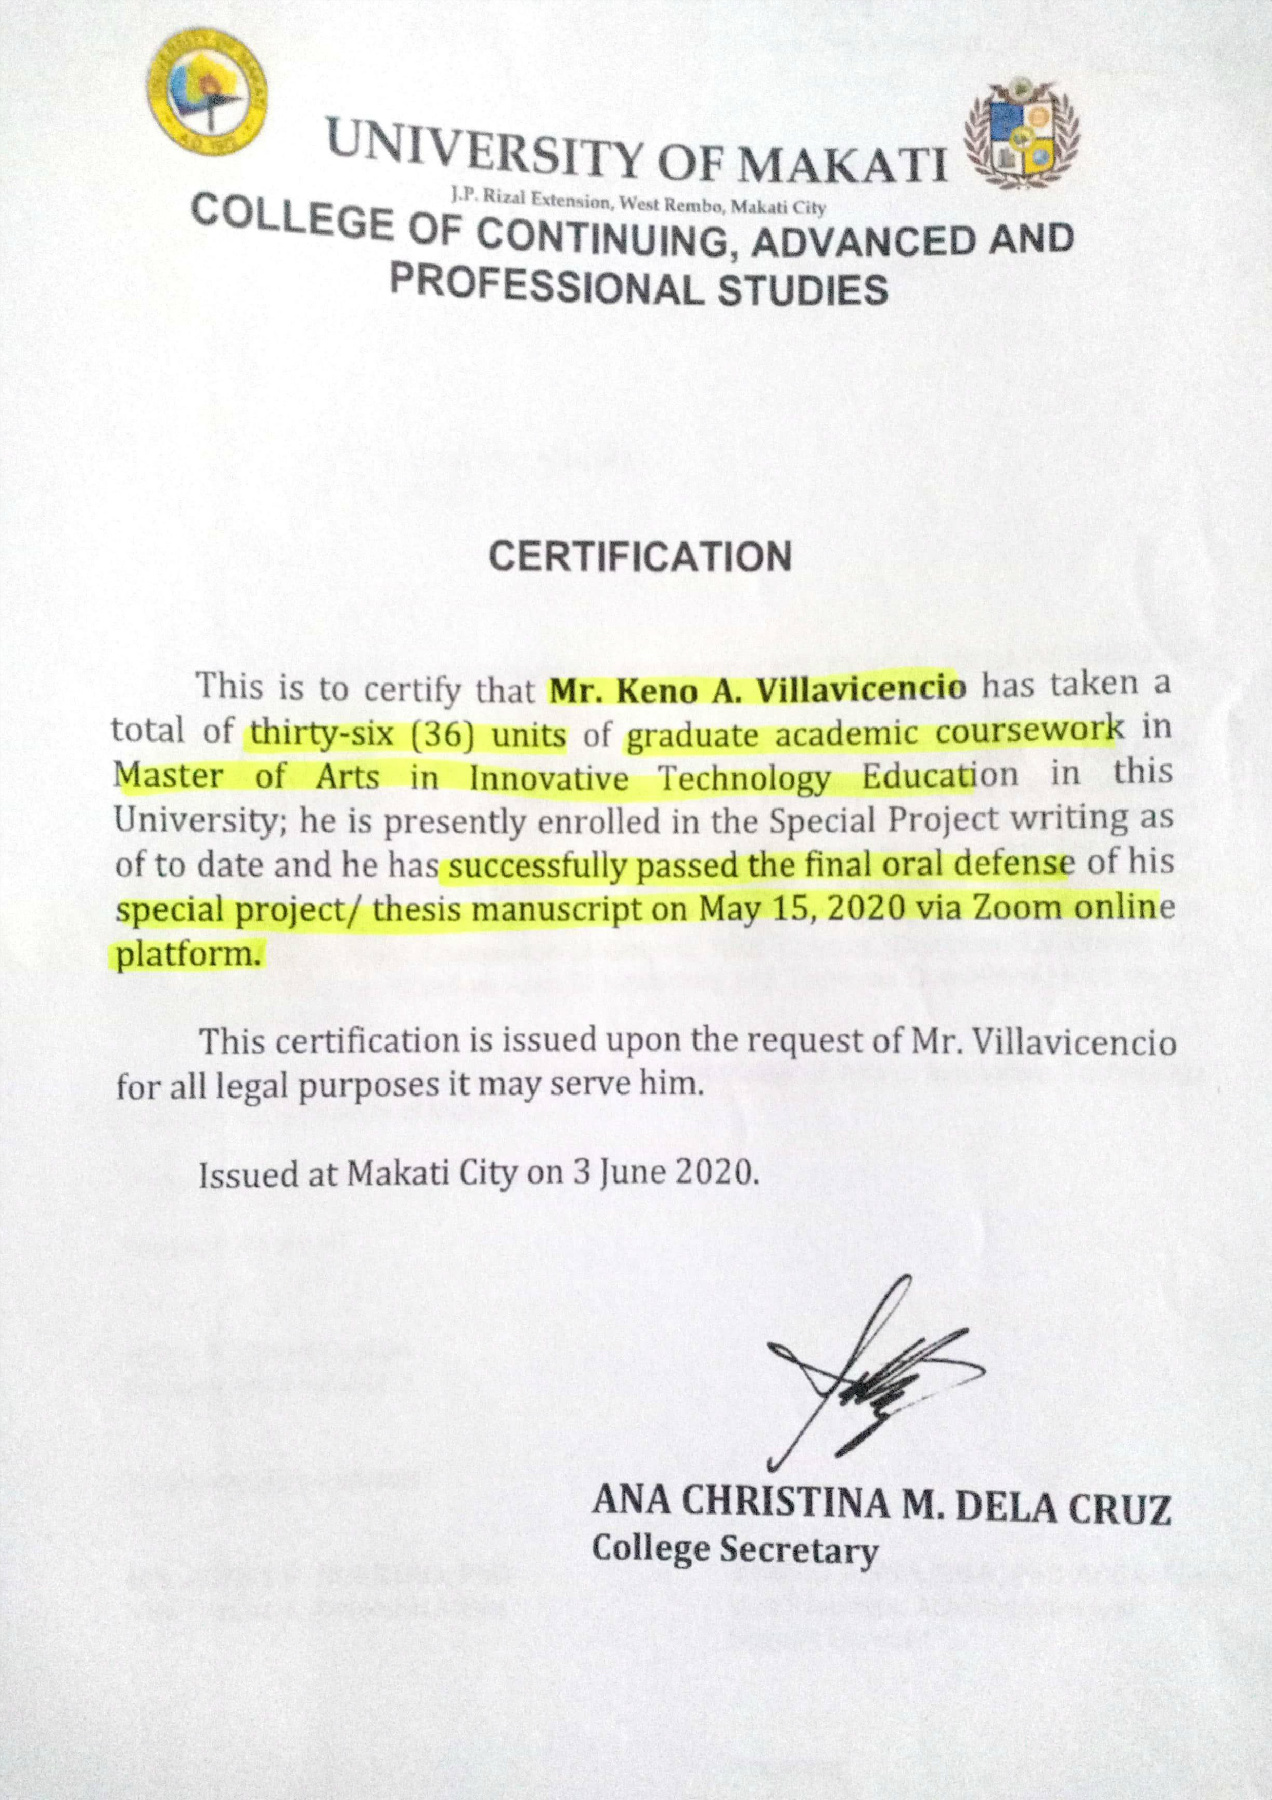 UNIVERSITY OF MAKATI
J.P. Rizal Extension, West Rembo, Makati City
COLLEGE OF CONTINUING, ADVANCED AND
PROFESSIONAL STUDIES
CERTIFICATION
This is to certify that Mr. Keno A. Villavicencio has taken a
total of thirty-six (36) units of graduate academic coursework in
Master of Arts in Innovative Technology Education in this
University; he is presently enrolled in the Special Project writing as
of to date and he has successfully passed the final oral defense of his
special project/ thesis manuscript on May 15, 2020 via Zoom online
platform.
This certification is issued upon the request of Mr. Villavicencio
for all legal purposes it may serve him.
Issued at Makati City on 3 June 2020.
ANA CHRISTINA M. DELA CRUZ
College Secretary